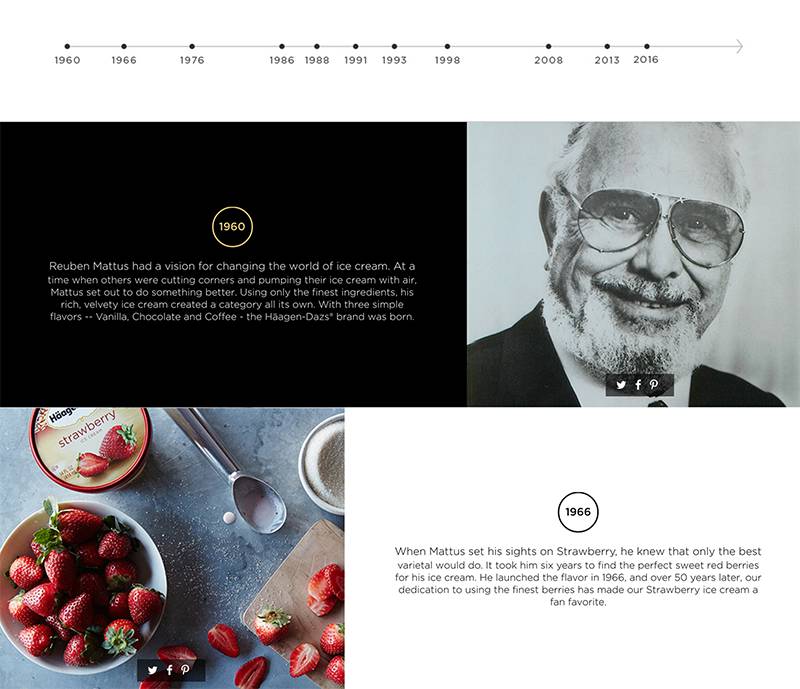 1960 1966 1976 1986 1988 1991 1993 1998 2008 2013 2016
1960
Reuben Mattus had a vision for changing the world of ice cream. At a
time when others were cutting corners and pumping their ice cream with air,
Mattus set out to do something better. Using only the finest ingredients, his
rich, velvety ice cream created a category all its own. With three simple
flavors -- Vanilla, Chocolate and Coffee - the Häagen-Dazs® brand was born.
Häage
strawberry
ICE CREAM
1966
When Mattus set his sights on Strawberry, he knew that only the best
varietal would do. It took him six years to find the perfect sweet red berries
for his ice cream. He launched the flavor in 1966, and over 50 years later, our
dedication to using the finest berries has made our Strawberry ice cream a
fan favorite.